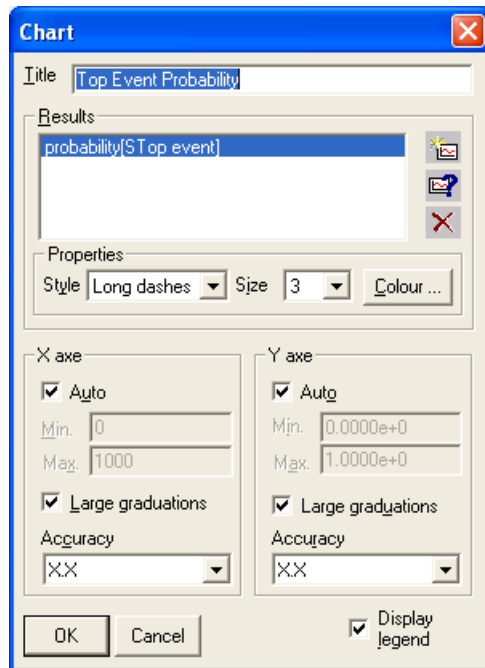 Chart
Title Top Event Probability
Results
probability[STop event]
Properties
Style Long dashes Size 3 Colour ...
X axe
Auto
Min. 0
Max. 1000
Large graduations
Accuracy
X.X
Y axe
Auto
Min. 0.0000e+0
Max. 1.0000e+0
Large graduations
Accuracy
X.X
OK Cancel
Display
legend